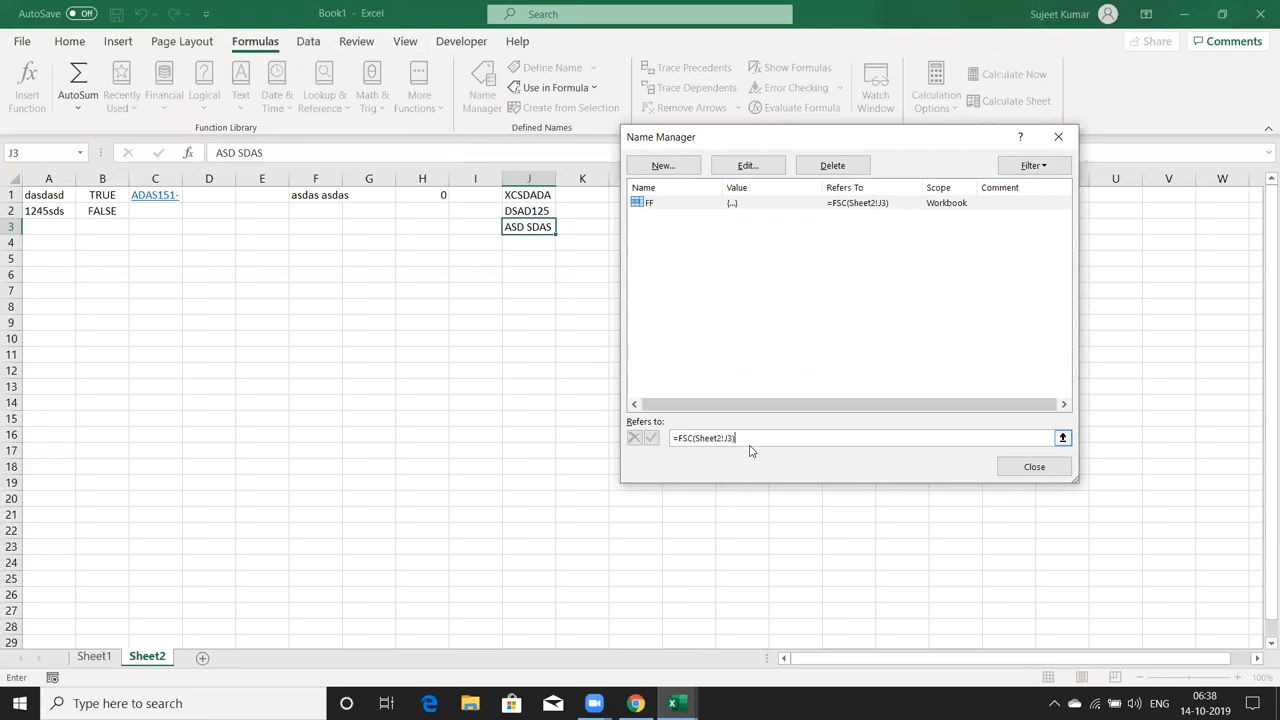 AutoSave Off Book1 - Excel Search Sujeet Kumar
File Home Insert Page Layout Formulas Data Review View Developer Help Share Comments
Insert Function AutoSum Recently Used Financial Logical Text Date & Time Lookup & Reference Math & Trig More Functions
Function Library
Name Manager Define Name Use in Formula Create from Selection
Defined Names
Trace Precedents Show Formulas
Trace Dependents Error Checking
Remove Arrows Evaluate Formula
Watch Window Calculation Options Calculate Now Calculate Sheet
J3 fx ASD SDAS
A B C D E F G H I J K U V W
1 dasdasd TRUE ADAS151- asdas asdas 0 XCSDADA
2 1245sds FALSE DSAD125
3 ASD SDAS
4
5
6
7
8
9
10
11
12
13
14
15
16
17
18
19
20
21
22
23
24
25
26
27
28
29
Name Manager ?
New... Edit... Delete Filter
Name Value Refers To Scope Comment
FF {...} =FSC(Sheet2!J3) Workbook
Refers to:
=FSC(Sheet2!J3)
Close
Sheet1 Sheet2
Enter 100%
Type here to search
ENG 06:38
14-10-2019